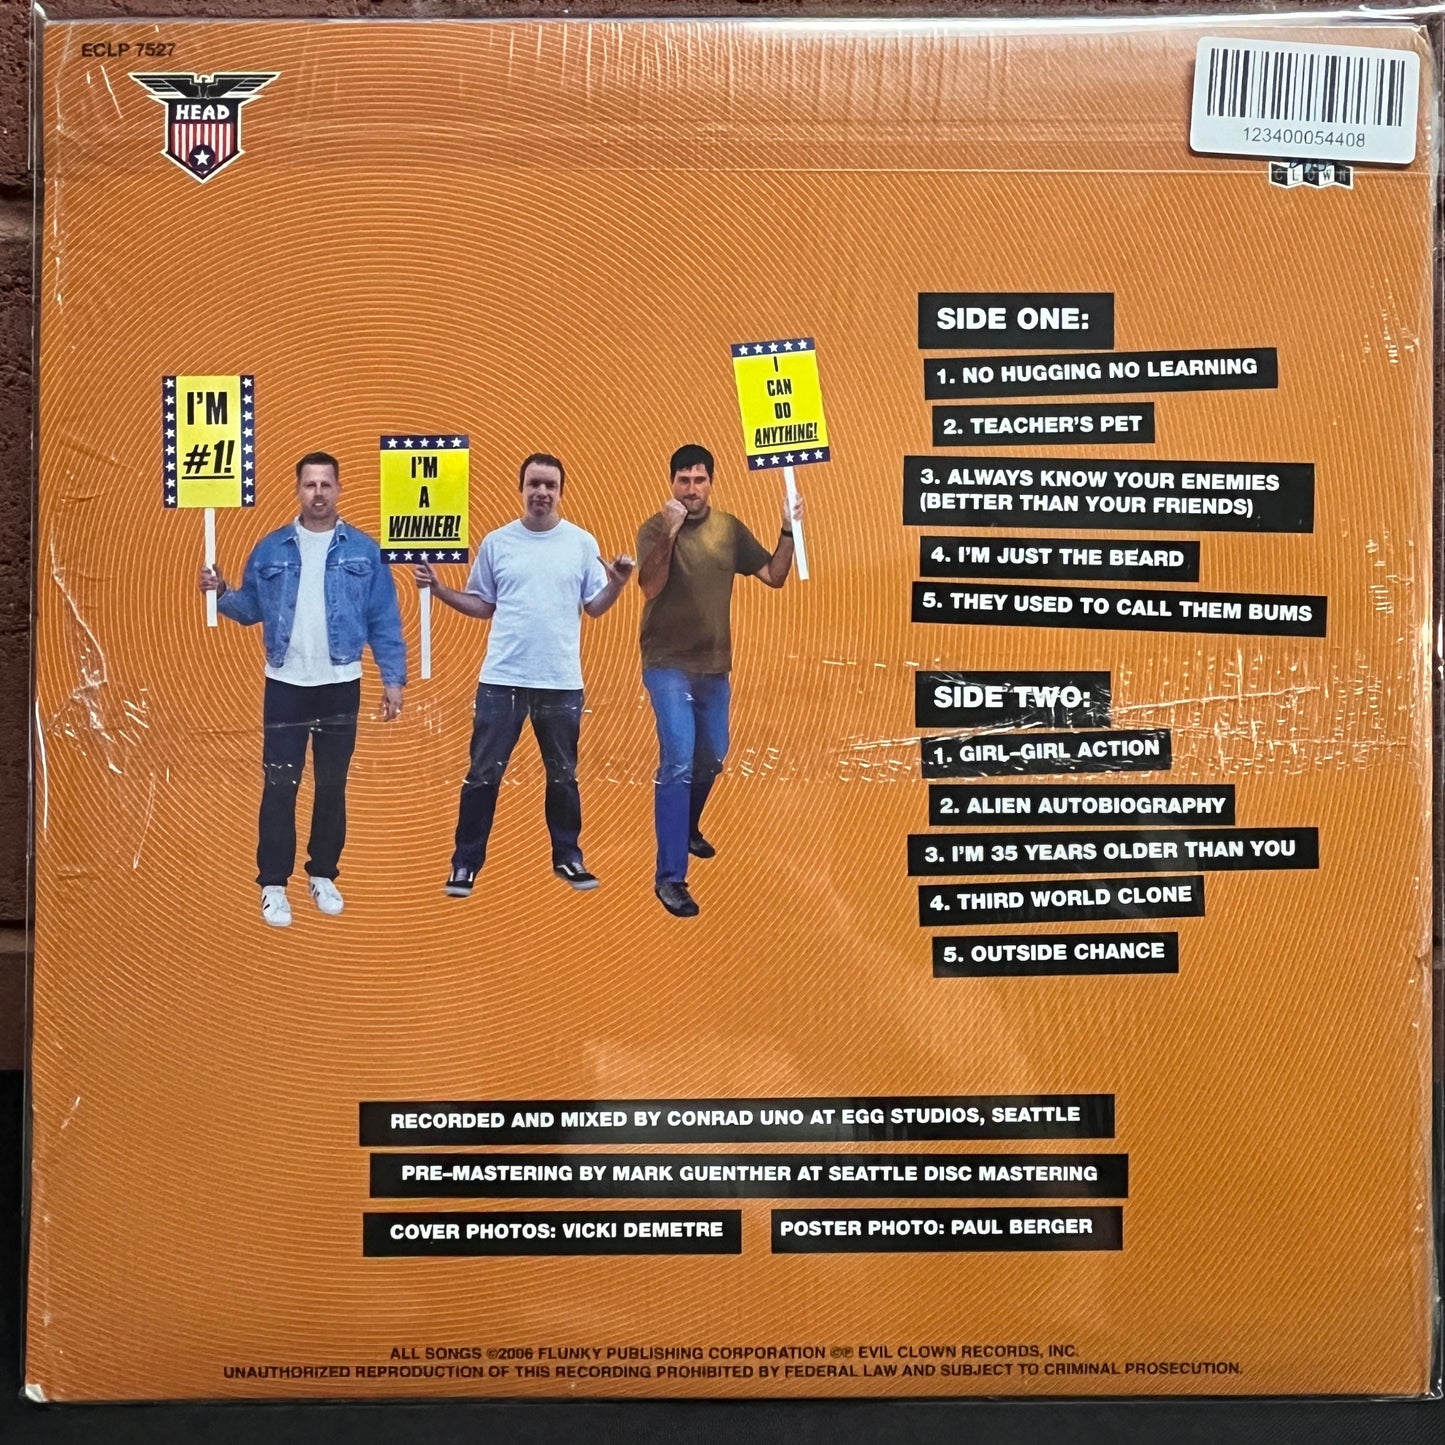 ECLP 7527
HEAD
123400054408
CLOWN
I'M
#1!
I'M
A
WINNER!
I
CAN
DO
ANYTHING!
SIDE ONE:
1. NO HUGGING NO LEARNING
2. TEACHER'S PET
3. ALWAYS KNOW YOUR ENEMIES
(BETTER THAN YOUR FRIENDS)
4. I'M JUST THE BEARD
5. THEY USED TO CALL THEM BUMS
SIDE TWO:
1. GIRL-GIRL ACTION
2. ALIEN AUTOBIOGRAPHY
3. I'M 35 YEARS OLDER THAN YOU
4. THIRD WORLD CLONE
5. OUTSIDE CHANCE
RECORDED AND MIXED BY CONRAD UNO AT EGG STUDIOS, SEATTLE
PRE-MASTERING BY MARK GUENTHER AT SEATTLE DISC MASTERING
COVER PHOTOS: VICKI DEMETRE
POSTER PHOTO: PAUL BERGER
ALL SONGS ©2006 FLUNKY PUBLISHING CORPORATION ©℗ EVIL CLOWN RECORDS, INC.
UNAUTHORIZED REPRODUCTION OF THIS RECORDING PROHIBITED BY FEDERAL LAW AND SUBJECT TO CRIMINAL PROSECUTION.